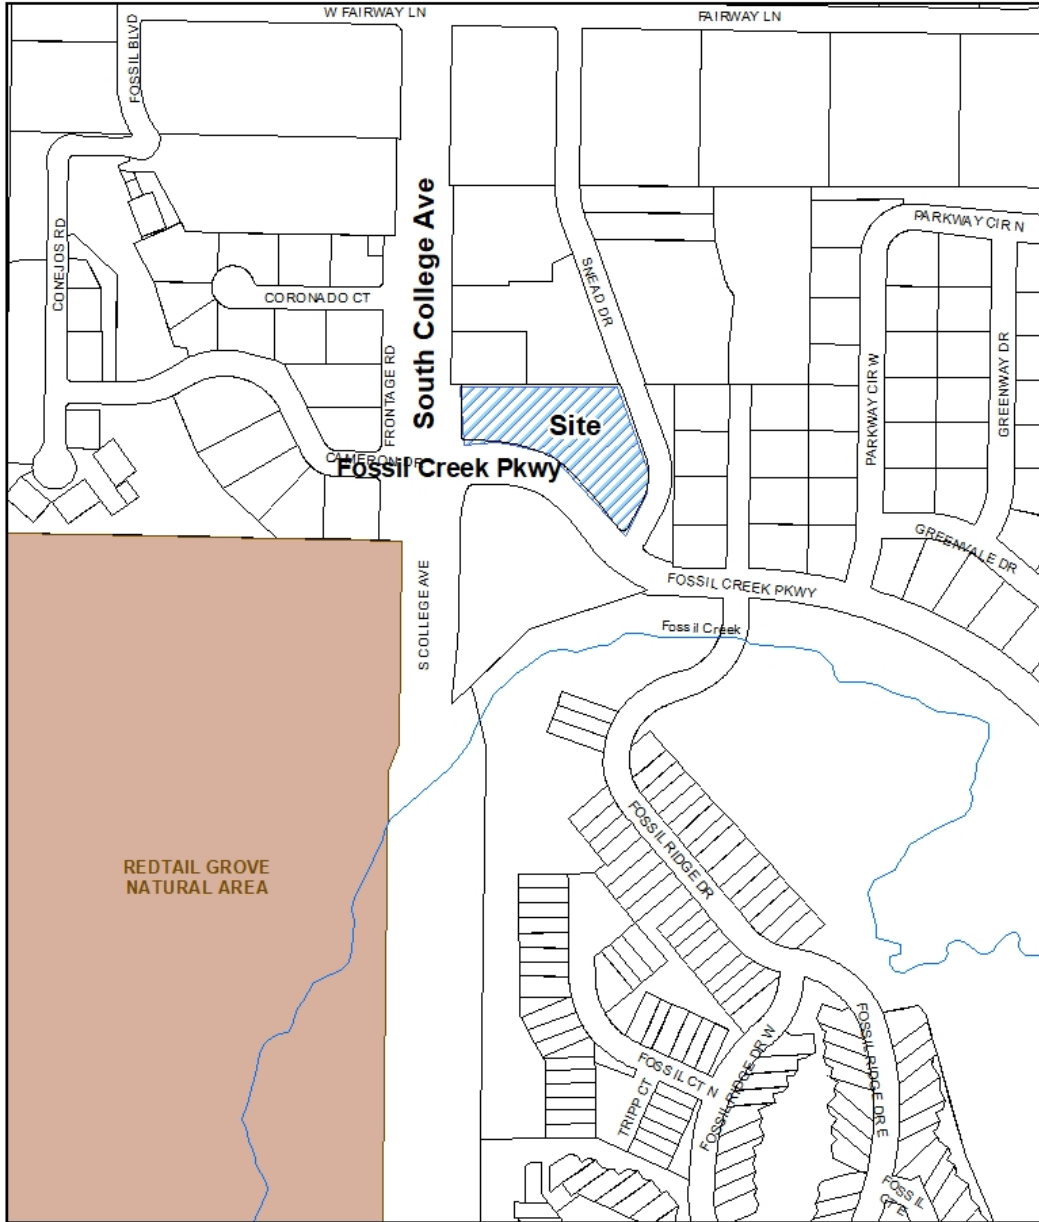 W FAIRWAY LN
FAIRWAY LN
FOSSIL BLVD
PARKWAY CIR N
CONEJOS RD
South College Ave
SNEAD DR
CORONADO CT
FRONTAGE RD
GREENWAY DR
PARKWAY CIR W
Site
CAMERON DR
Fossil Creek Pkwy
GREENVALE DR
FOSSIL CREEK PKWY
S COLLEGE AVE
Fossil Creek
FOSSIL RIDGE DR
REDTAIL GROVE
NATURAL AREA
FOSSIL RIDGE DR W
FOSSIL RIDGE DR E
FOSSIL CT N
TRIPP CT
FOSSIL
CT E